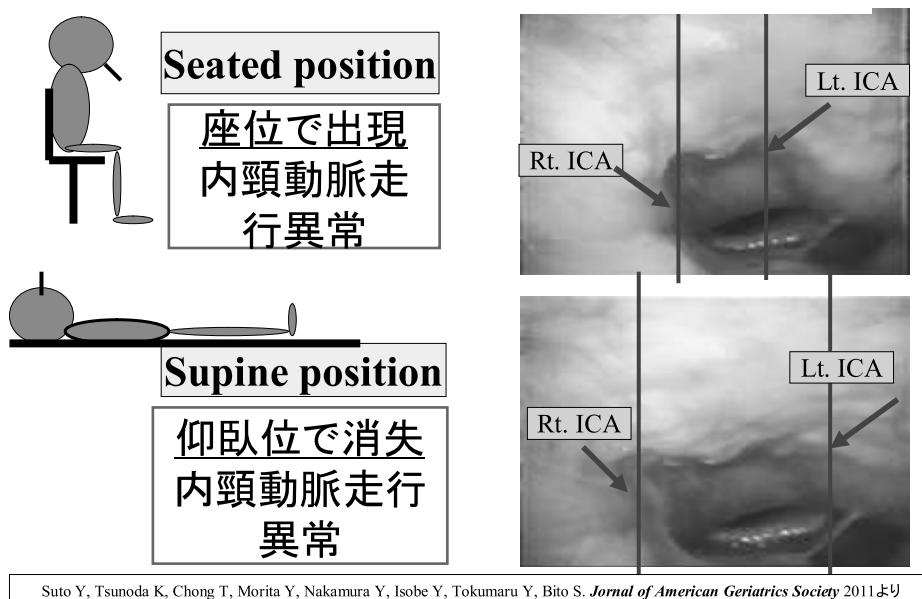 Seated position
座位で出現
内頸動脈走
行異常
Lt. ICA
Rt. ICA
Supine position
仰臥位で消失
内頸動脈走行
異常
Lt. ICA
Rt. ICA
Suto Y, Tsunoda K, Chong T, Morita Y, Nakamura Y, Isobe Y, Tokumaru Y, Bito S. Jornal of American Geriatrics Society 2011より